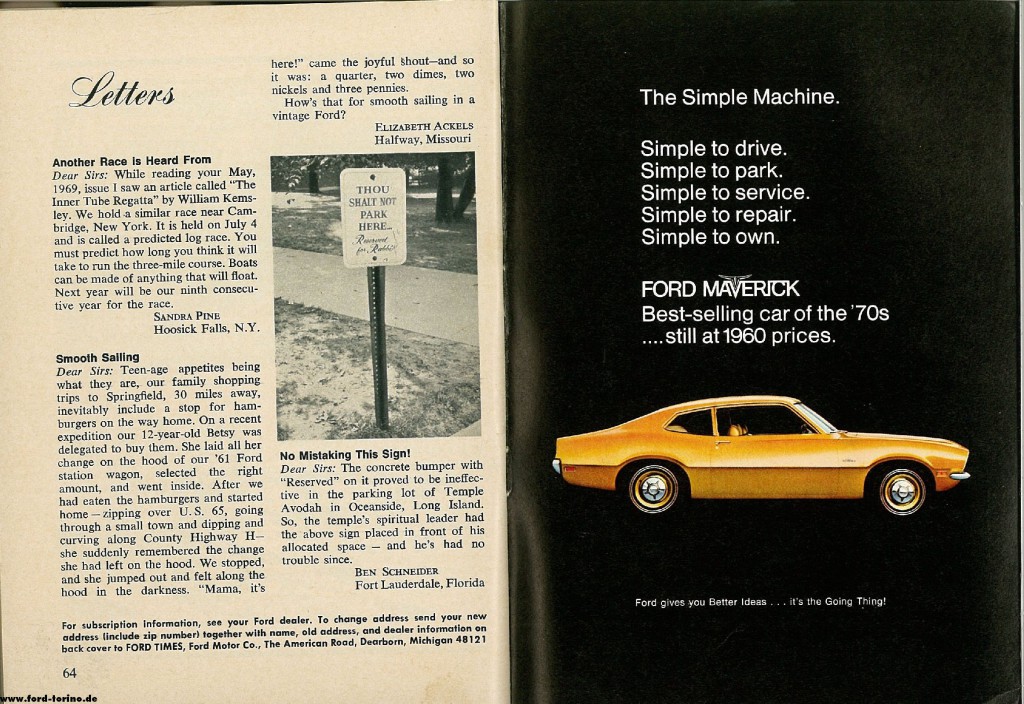 Letters
Another Race is Heard From
Dear Sirs: While reading your May,
1969, issue I saw an article called "The
Inner Tube Regatta" by William Kems-
ley. We hold a similar race near Cam-
bridge, New York. It is held on July 4
and is called a predicted log race. You
must predict how long you think it will
take to run the three-mile course. Boats
can be made of anything that will float.
Next year will be our ninth consecu-
tive year for the race.
SANDRA PINE
Hoosick Falls, N.Y.
Smooth Sailing
Dear Sirs: Teen-age appetites being
what they are, our family shopping
trips to Springfield, 30 miles away,
inevitably include a stop for ham-
burgers on the way home. On a recent
expedition our 12-year-old Betsy was
delegated to buy them. She laid all her
change on the hood of our '61 Ford
station wagon, selected the right
amount, and went inside. After we
had eaten the hamburgers and started
home—zipping over U.S. 65, going
through a small town and dipping and
curving along County Highway H—
she suddenly remembered the change
she had left on the hood. We stopped,
and she jumped out and felt along the
hood in the darkness. "Mama, it's
here!" came the joyful shout—and so
it was: a quarter, two dimes, two
nickels and three pennies.
How's that for smooth sailing in a
vintage Ford?
ELIZABETH ACKELS
Halfway, Missouri
THOU
SHALT NOT
PARK
HERE...
Reserved
for Rabbi
No Mistaking This Sign!
Dear Sirs: The concrete bumper with
"Reserved" on it proved to be ineffec-
tive in the parking lot of Temple
Avodah in Oceanside, Long Island.
So, the temple's spiritual leader had
the above sign placed in front of his
allocated space — and he's had no
trouble since.
BEN SCHNEIDER
Fort Lauderdale, Florida
For subscription information, see your Ford dealer. To change address send your new
address (include zip number) together with name, old address, and dealer information on
back cover to FORD TIMES, Ford Motor Co., The American Road, Dearborn, Michigan 48121
64
www.ford-torino.de
The Simple Machine.
Simple to drive.
Simple to park.
Simple to service.
Simple to repair.
Simple to own.
FORD MAVERICK
Best-selling car of the '70s
....still at 1960 prices.
Ford gives you Better Ideas . . . it's the Going Thing!